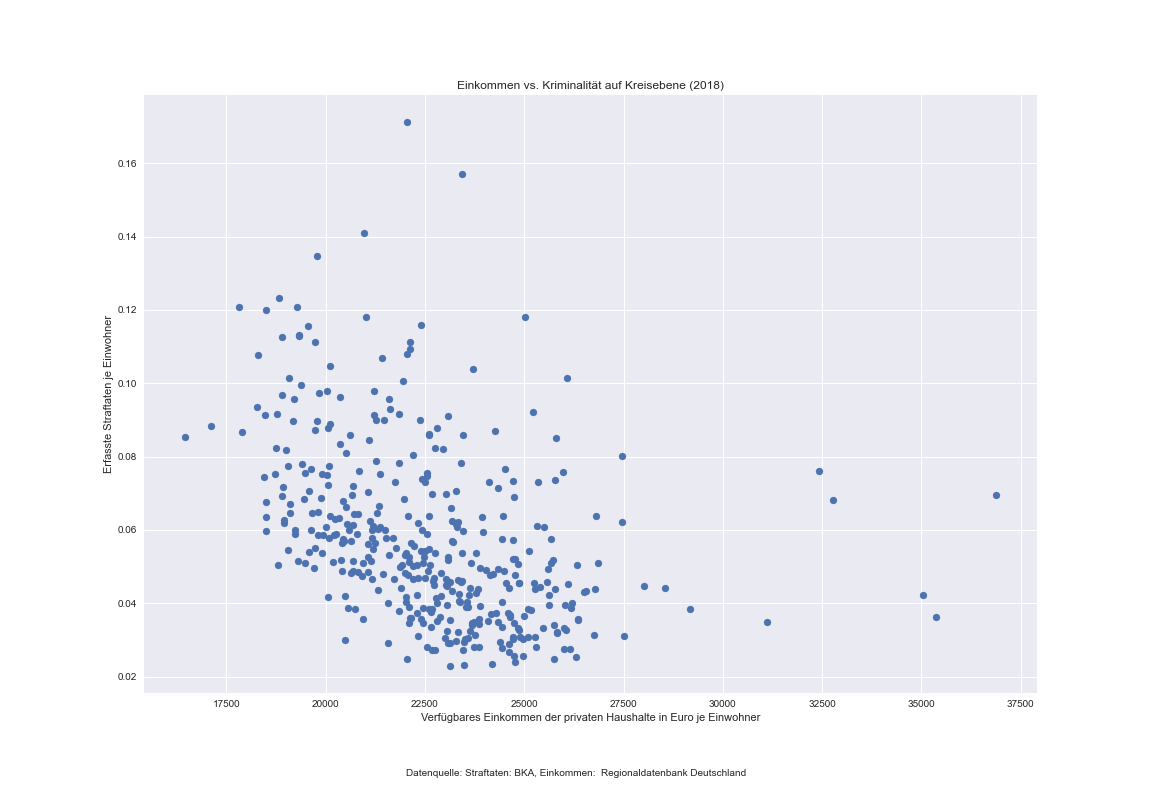 Einkommen vs. Kriminalität auf Kreisebene (2018)
Erfasste Straftaten je Einwohner
0.16
0.14
0.12
0.10
0.08
0.06
0.04
0.02
17500 20000 22500 25000 27500 30000 32500 35000 37500
Verfügbares Einkommen der privaten Haushalte in Euro je Einwohner
Datenquelle: Straftaten: BKA, Einkommen:  Regionaldatenbank Deutschland